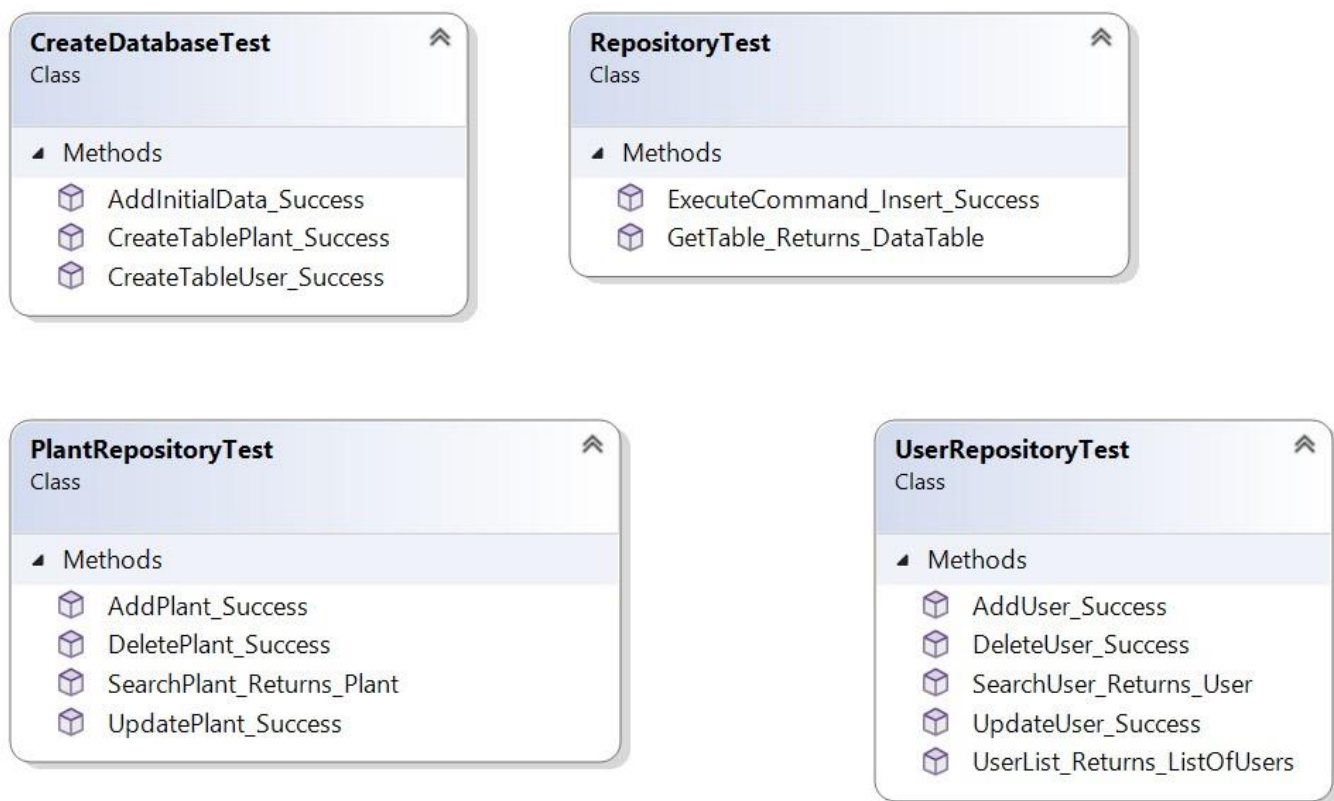 CreateDatabaseTest
Class
Methods
AddInitialData_Success
CreateTablePlant_Success
CreateTableUser_Success
RepositoryTest
Class
Methods
ExecuteCommand_Insert_Success
GetTable_Returns_DataTable
PlantRepositoryTest
Class
Methods
AddPlant_Success
DeletePlant_Success
SearchPlant_Returns_Plant
UpdatePlant_Success
UserRepositoryTest
Class
Methods
AddUser_Success
DeleteUser_Success
SearchUser_Returns_User
UpdateUser_Success
UserList_Returns_ListOfUsers